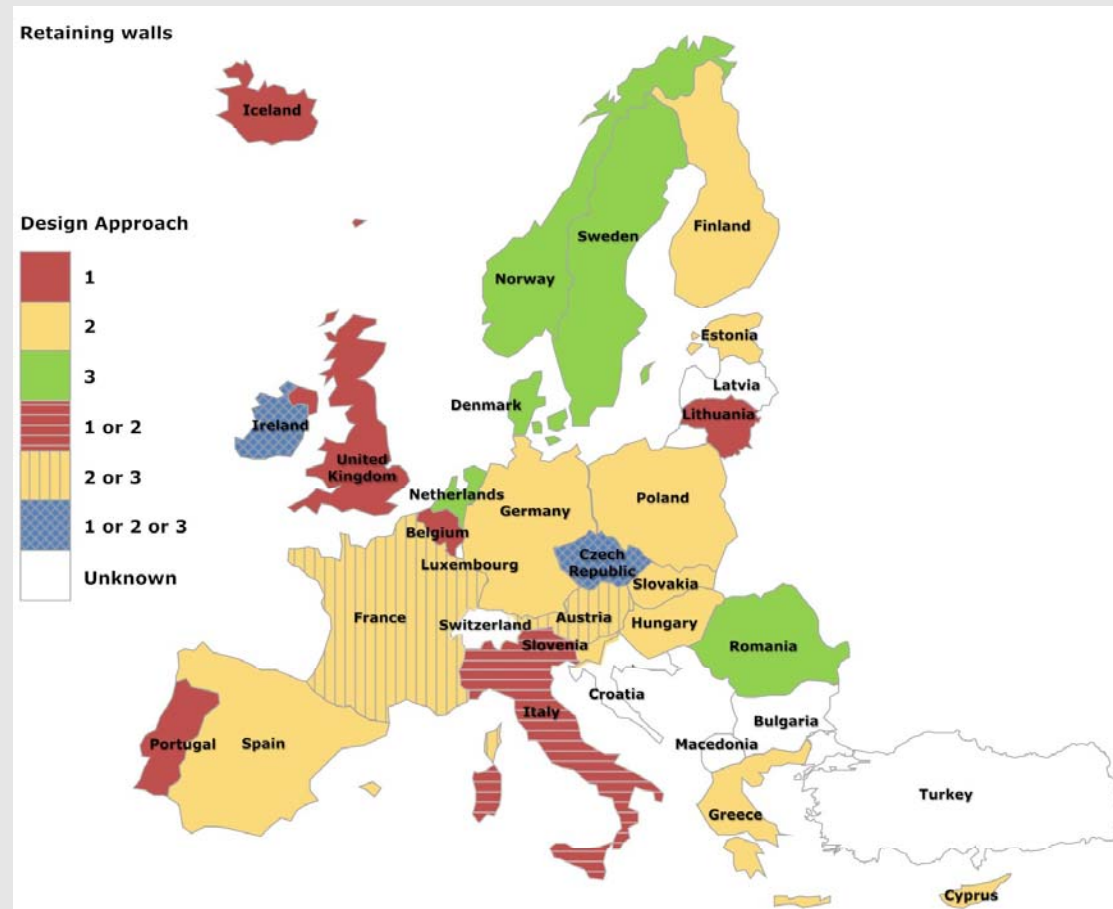 Retaining walls
Iceland
Design Approach
1
2
3
1 or 2
2 or 3
1 or 2 or 3
Unknown
Finland
Sweden
Norway
Estonia
Latvia
Denmark
Lithuania
Ireland
United
Kingdom
Netherlands
Poland
Germany
Belgium
Czech
Republic
Luxembourg
Slovakia
France
Austria
Switzerland
Hungary
Slovenia
Romania
Croatia
Italy
Bulgaria
Portugal
Spain
Macedonia
Turkey
Greece
Cyprus